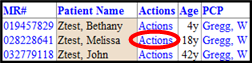 MR# Patient Name Actions Age PCP
019457829 Ztest, Bethany Actions 4y Gregg, W
028228641 Ztest, Melissa Actions 18y Gregg, W
032779118 Ztest, John Actions 42y Gregg, W